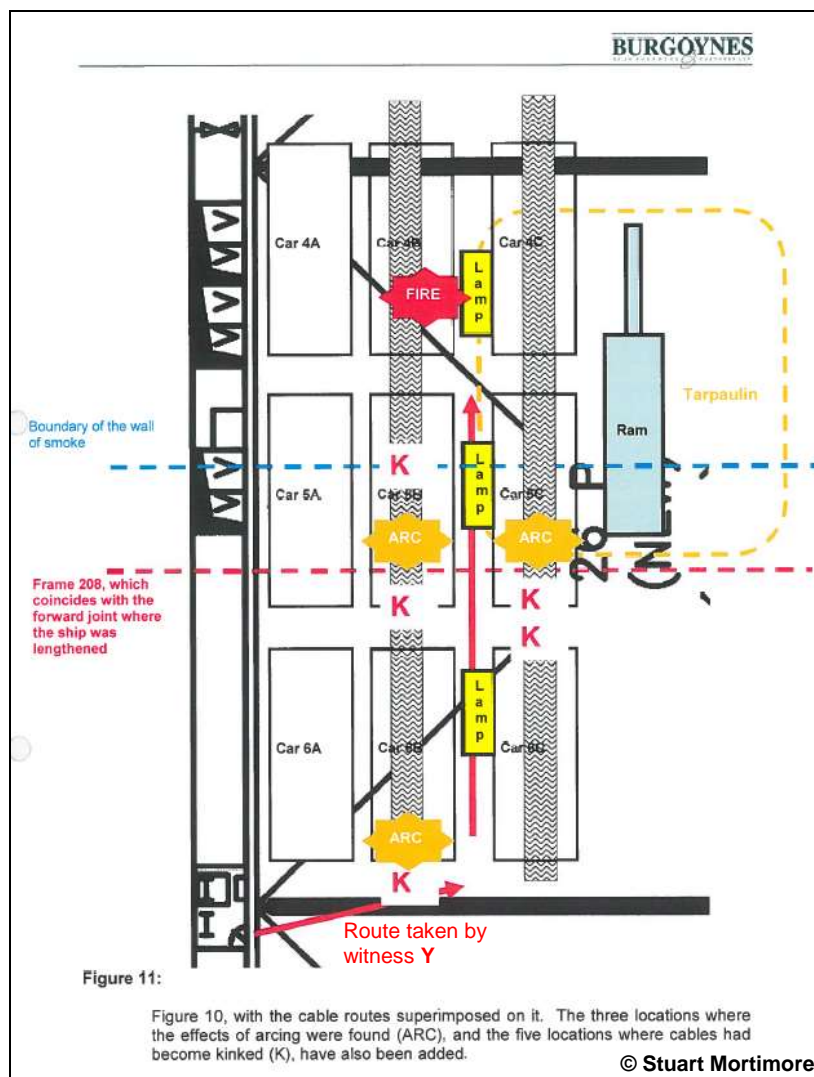 BURGOYNES
Car 4A
Car 4B
Car 4C
Lamp
FIRE
Tarpaulin
Ram
Boundary of the wall
of smoke
K
Lamp
Car 5A
Car 5B
Car 5C
26 P
(NEW)
ARC
ARC
Frame 208, which
coincides with the
forward joint where
the ship was
lengthened
K
K
K
Lamp
Car 6A
Car 6B
Car 6C
ARC
K
Route taken by
witness Y
Figure 11:
Figure 10, with the cable routes superimposed on it. The three locations where
the effects of arcing were found (ARC), and the five locations where cables had
become kinked (K), have also been added.
© Stuart Mortimore